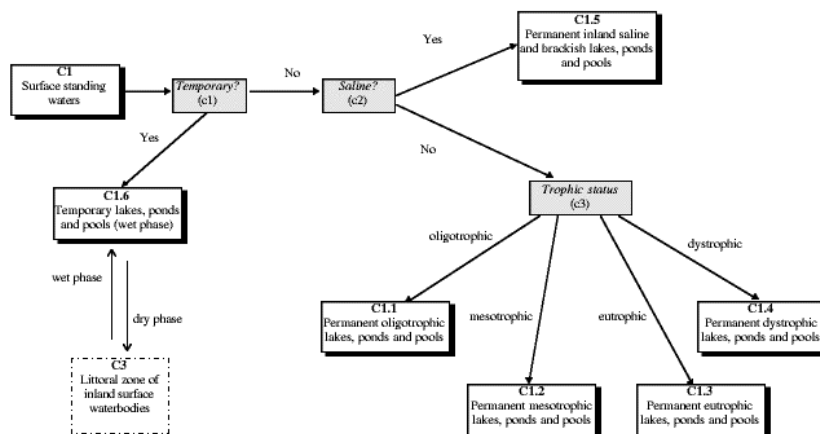 C1.5
Permanent inland saline
and brackish lakes, ponds
and pools
Yes
C1
Surface standing
waters
Temporary?
(c1)
No
Saline?
(c2)
Yes
No
C1.6
Temporary lakes, ponds
and pools (wet phase)
Trophic status
(c3)
oligotrophic
dystrophic
wet phase
dry phase
mesotrophic
eutrophic
C1.1
Permanent oligotrophic
lakes, ponds and pools
C1.4
Permanent dystrophic
lakes, ponds and pools
C3
Littoral zone of
inland surface
waterbodies
C1.2
Permanent mesotrophic
lakes, ponds and pools
C1.3
Permanent eutrophic
lakes, ponds and pools